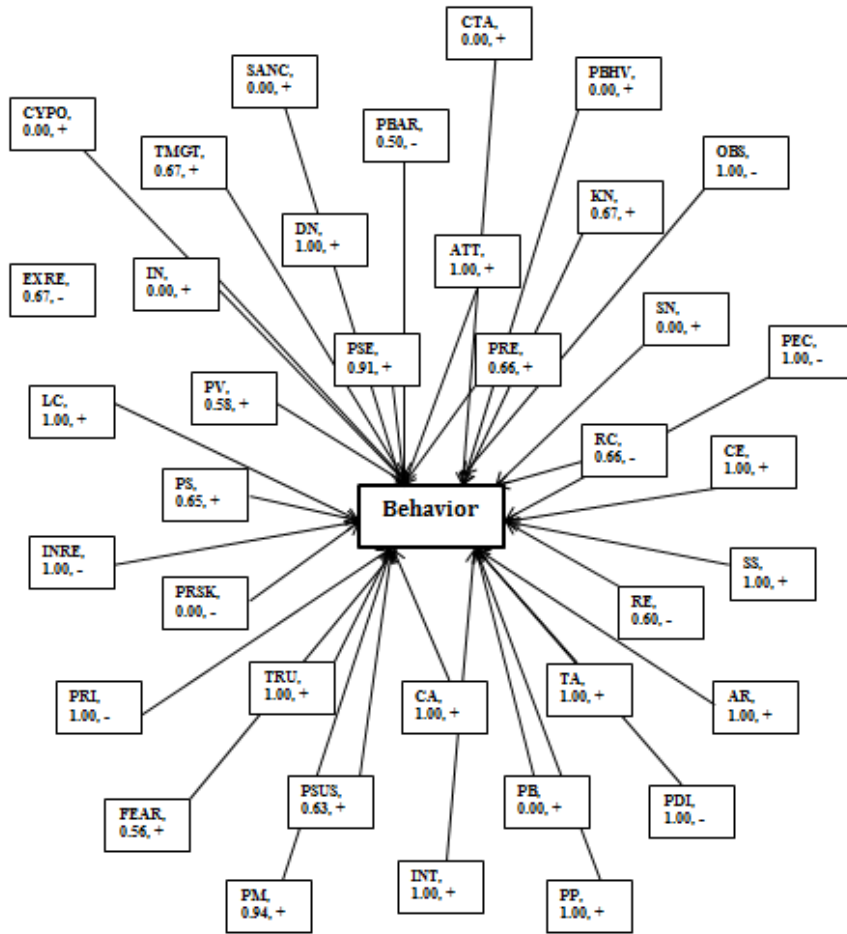 CTA,
0.00, +
SANC,
0.00, +
PBHV,
0.00, +
CYPO,
0.00, +
PBAR,
0.50, -
TMGT,
0.67, +
OBS,
1.00, -
KN,
0.67, +
DN,
1.00, +
ATT,
1.00, +
EXRE,
0.67, -
IN,
0.00, +
SN,
0.00, +
PEC,
1.00, -
PSE,
0.91, +
PRE,
0.66, +
PV,
0.58, +
LC,
1.00, +
RC,
0.66, -
CE,
1.00, +
PS,
0.65, +
Behavior
INRE,
1.00, -
SS,
1.00, +
PRSK,
0.00, -
RE,
0.60, -
PRI,
1.00, -
TRU,
1.00, +
CA,
1.00, +
TA,
1.00, +
AR,
1.00, +
FEAR,
0.56, +
PSUS,
0.63, +
PB,
0.00, +
PDI,
1.00, -
PM,
0.94, +
INT,
1.00, +
PP,
1.00, +